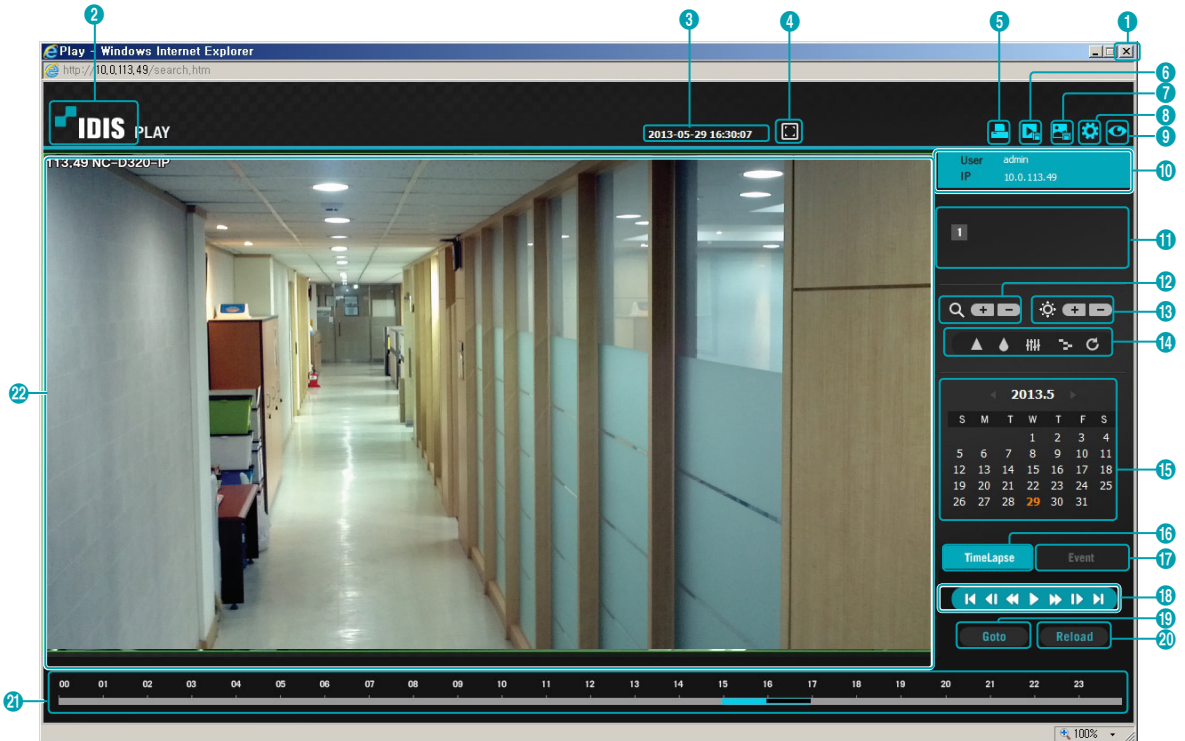 2
3
4
5
1
Play - Windows Internet Explorer
http://10,0,113,49/search,htm
6
7
8
9
IDIS PLAY
2013-05-29 16:30:07
113.49 NC-D320-IP
User admin
IP 10.0.113.49
10
1
11
12
13
14
22
2013.5
S M T W T F S
1 2 3 4
5 6 7 8 9 10 11
12 13 14 15 16 17 18
19 20 21 22 23 24 25
26 27 28 29 30 31
15
16
TimeLapse Event
17
18
19
Goto Reload
20
00 01 02 03 04 05 06 07 08 09 10 11 12 13 14 15 16 17 18 19 20 21 22 23
21
100%